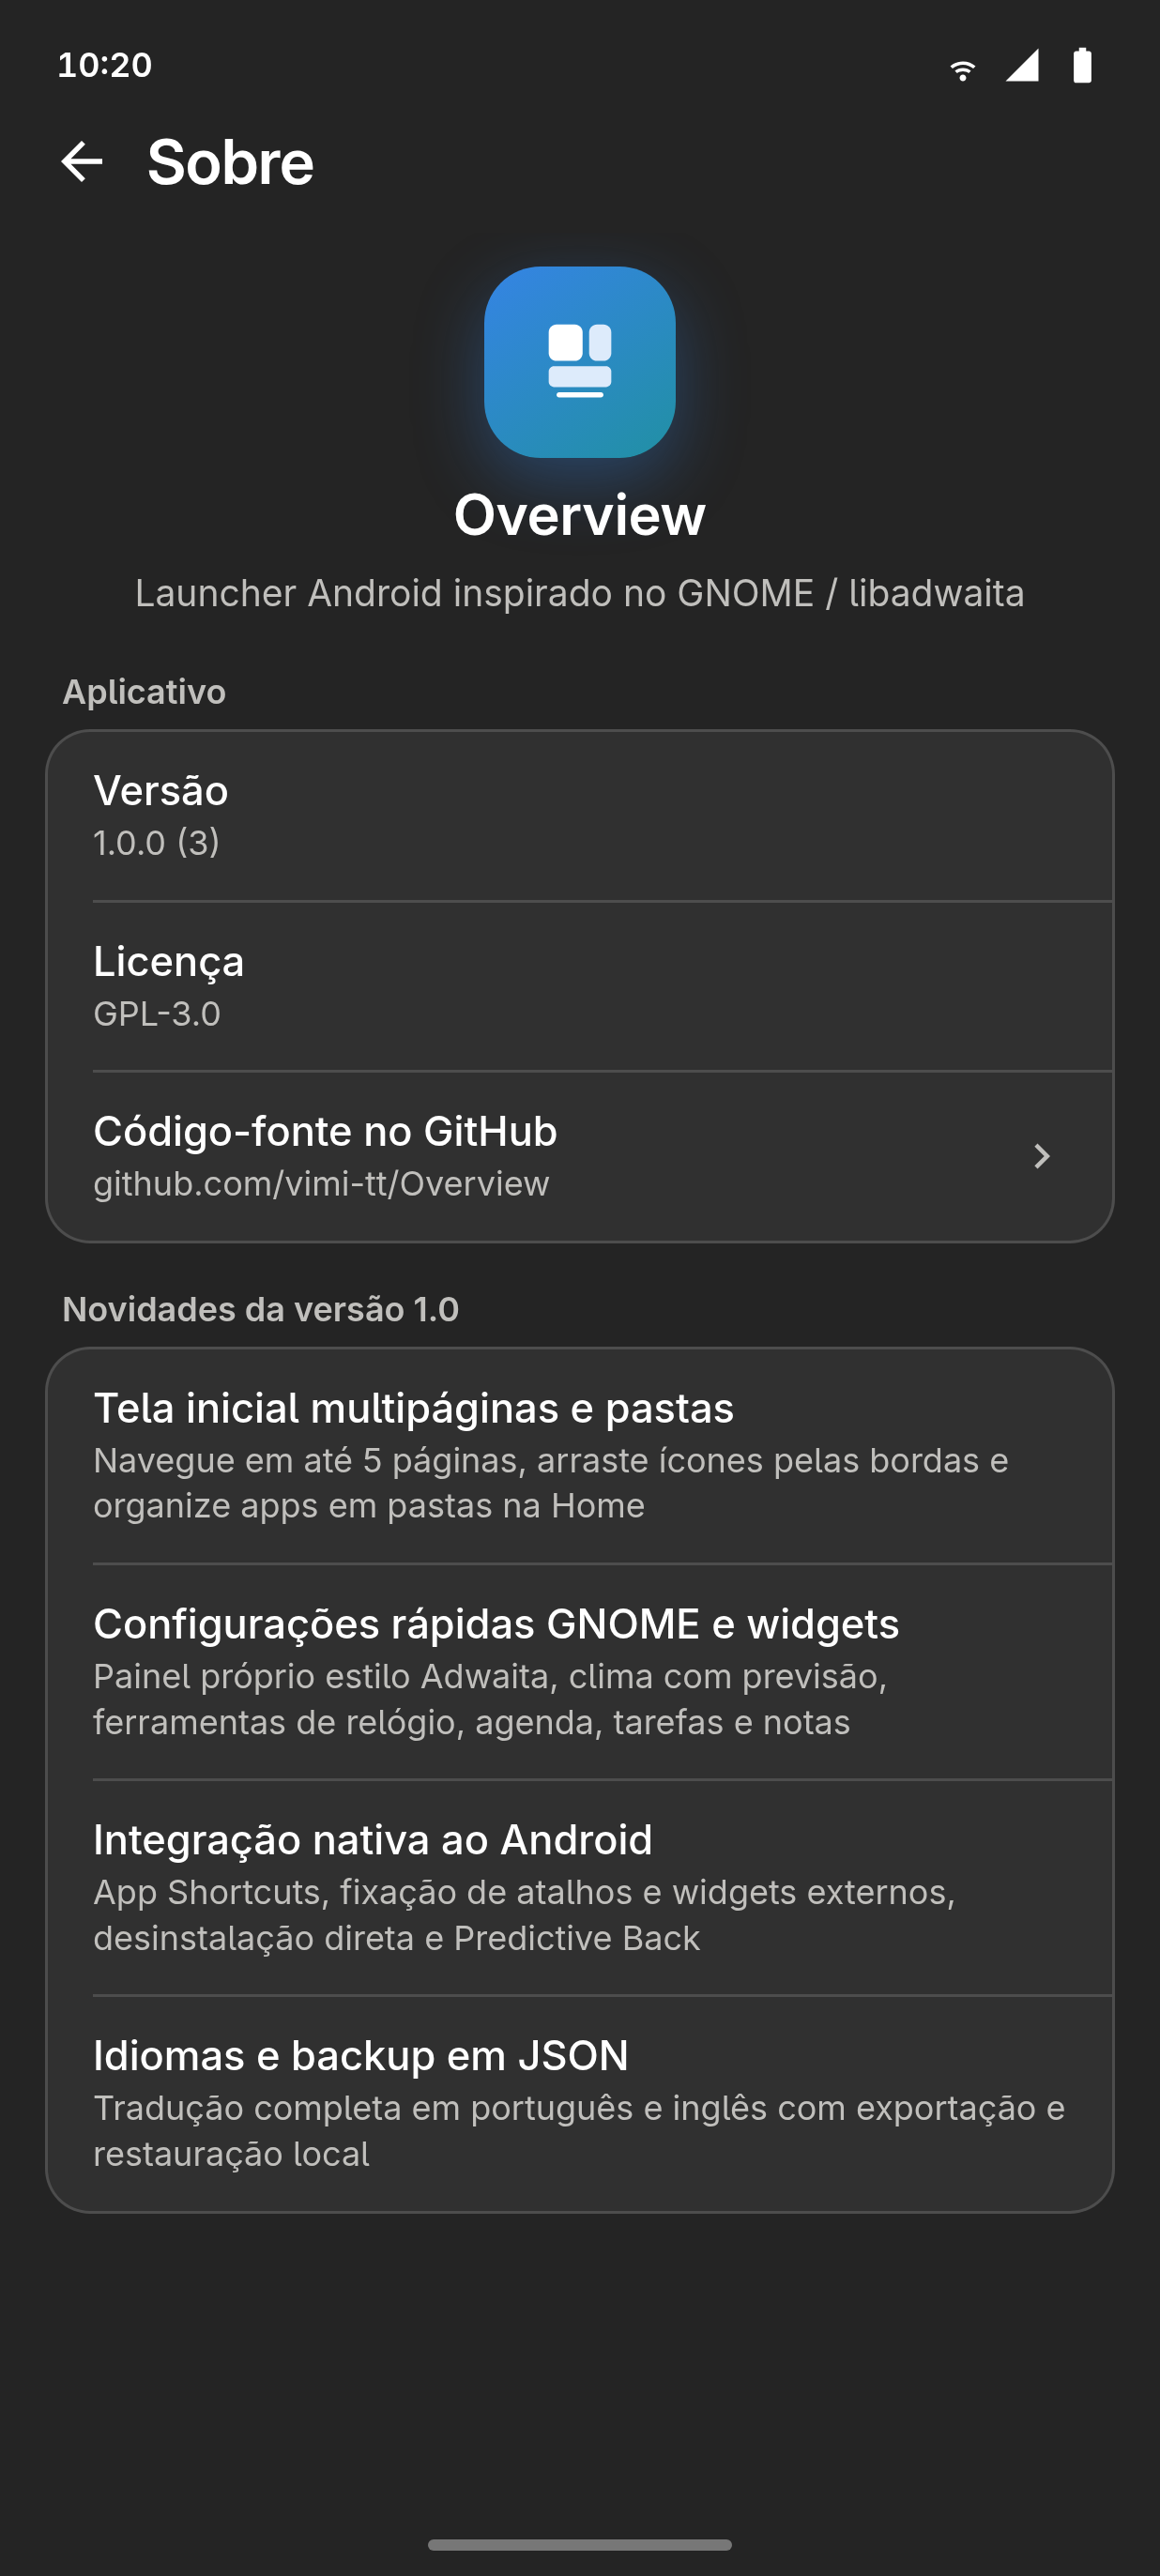 10:20
Sobre
Overview
Launcher Android inspirado no GNOME / libadwaita
Aplicativo
Versão
1.0.0 (3)
Licença
GPL-3.0
Código-fonte no GitHub
github.com/vimi-tt/Overview
Novidades da versão 1.0
Tela inicial multipáginas e pastas
Navegue em até 5 páginas, arraste ícones pelas bordas e
organize apps em pastas na Home
Configurações rápidas GNOME e widgets
Painel próprio estilo Adwaita, clima com previsão,
ferramentas de relógio, agenda, tarefas e notas
Integração nativa ao Android
App Shortcuts, fixação de atalhos e widgets externos,
desinstalação direta e Predictive Back
Idiomas e backup em JSON
Tradução completa em português e inglês com exportação e
restauração local